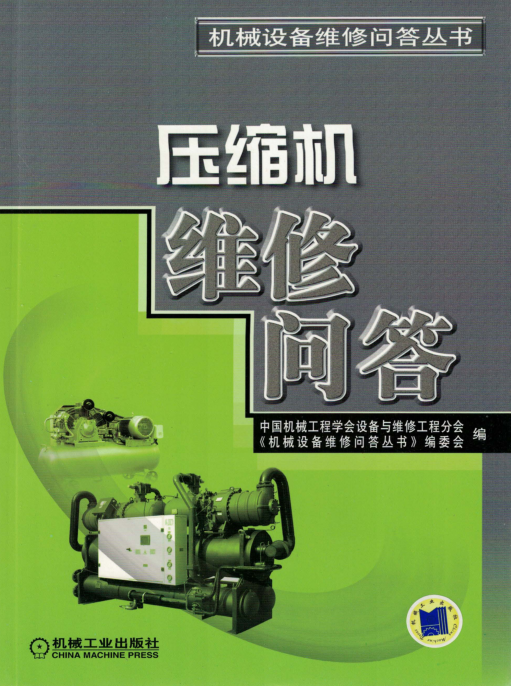 机械设备维修问答丛书
压缩机
维修
问答
中国机械工程学会设备与维修工程分会
《机械设备维修问答丛书》编委会 编
机械工业出版社
CHINA MACHINE PRESS